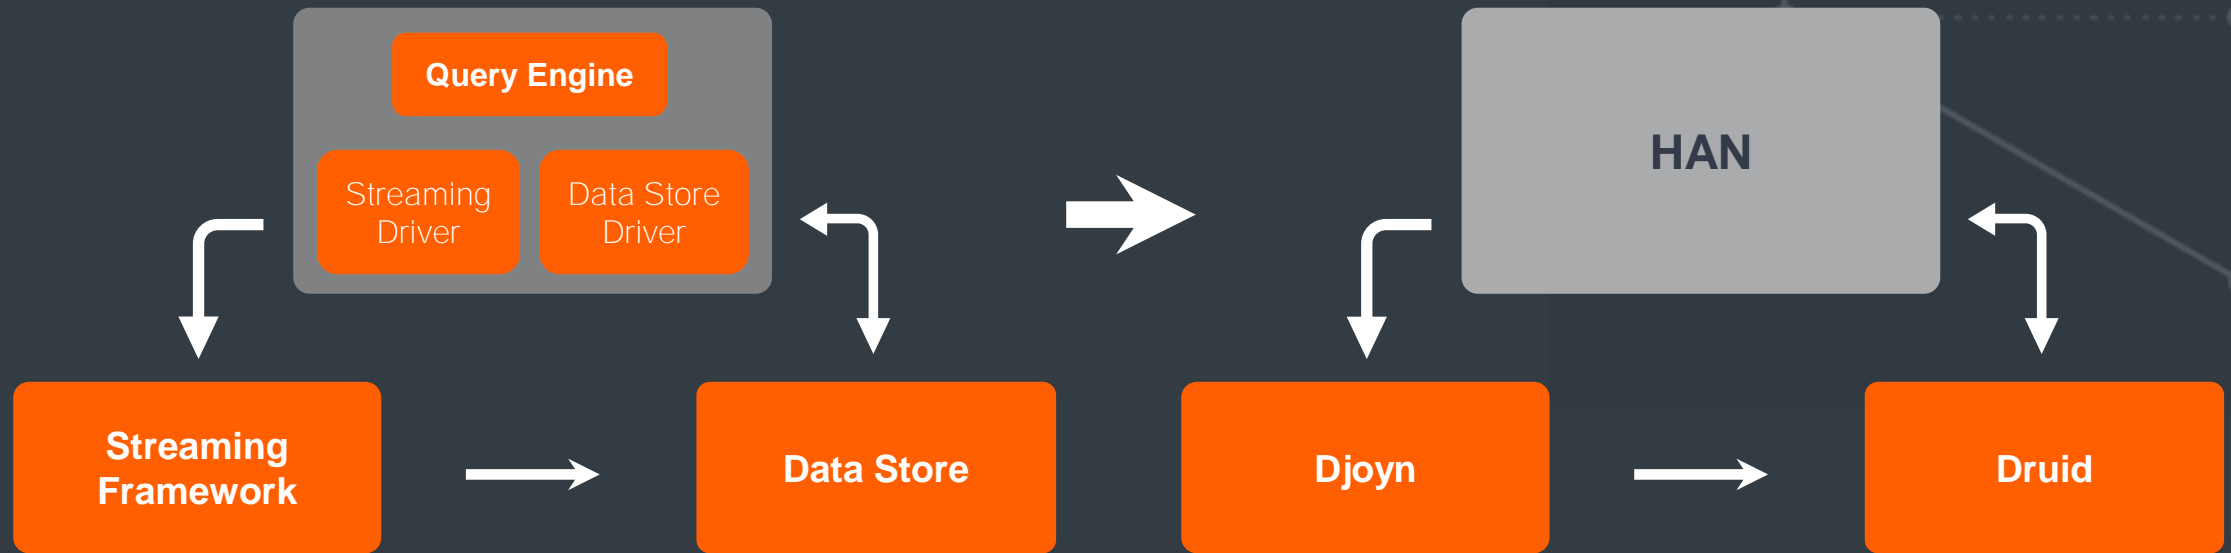 Query Engine
Streaming
Driver
Data Store
Driver
HAN
Streaming
Framework
Data Store
Djoyn
Druid